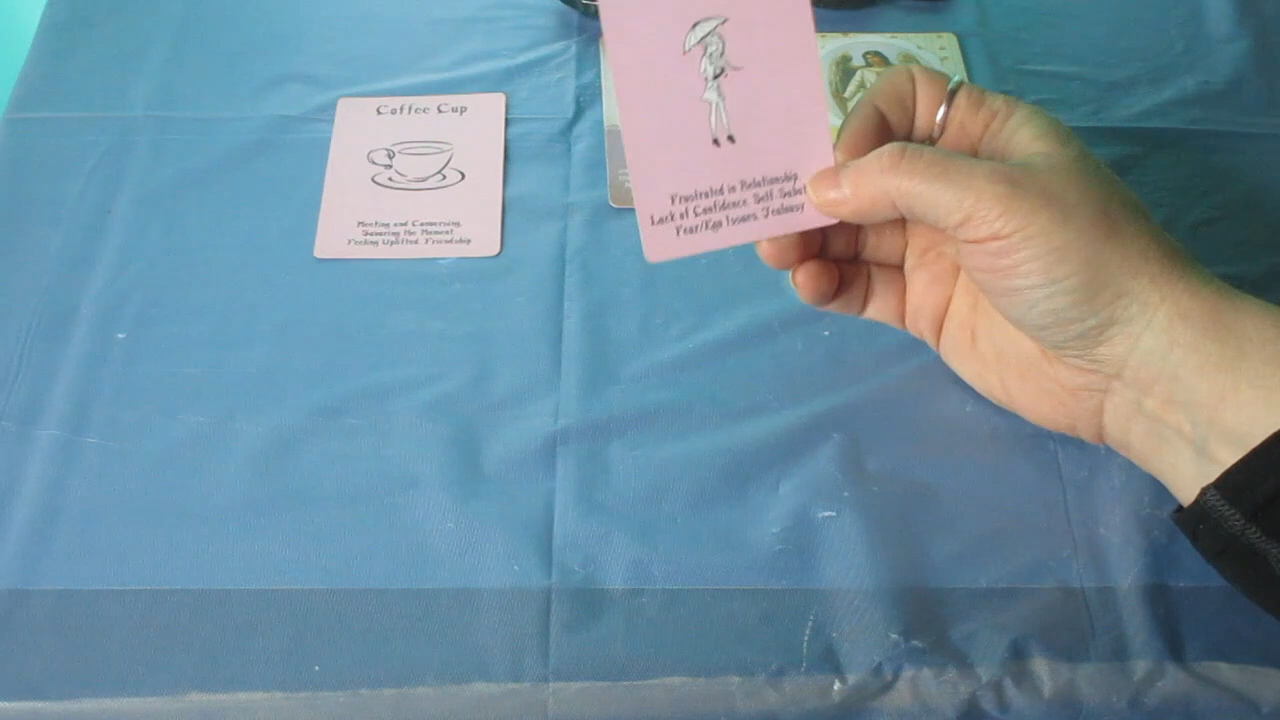 Coffee Cup
Meeting and Conversing,
Savoring the Moment
Feeling Uplifted, Friendship
Frustrated in Relationship,
Lack of Confidence, Self-Sabot
Fear/Ego Issues, Jealousy